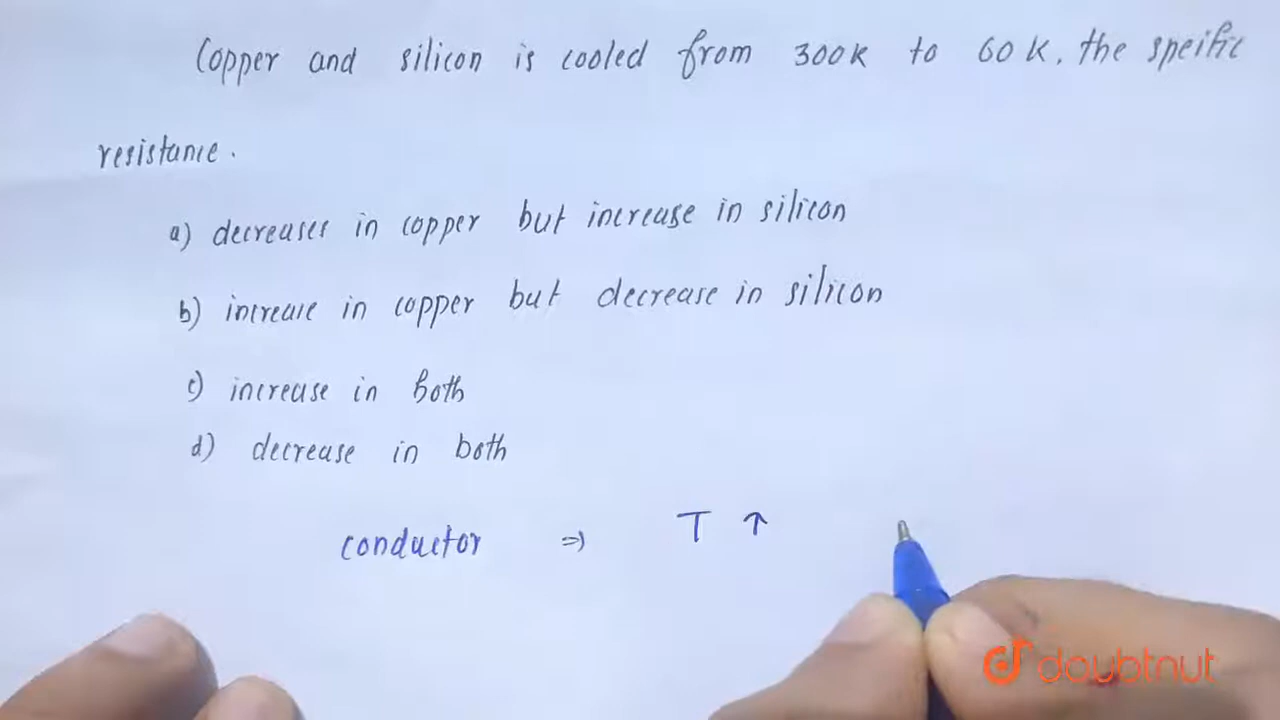 Copper and silicon is cooled from 300K to 60K, the speific
resistance.
a) decreases in copper but increase in silicon
b) increase in copper but decrease in silicon
c) increase in both
d) decrease in both
conductor ⇒ T ↑
doubtnut